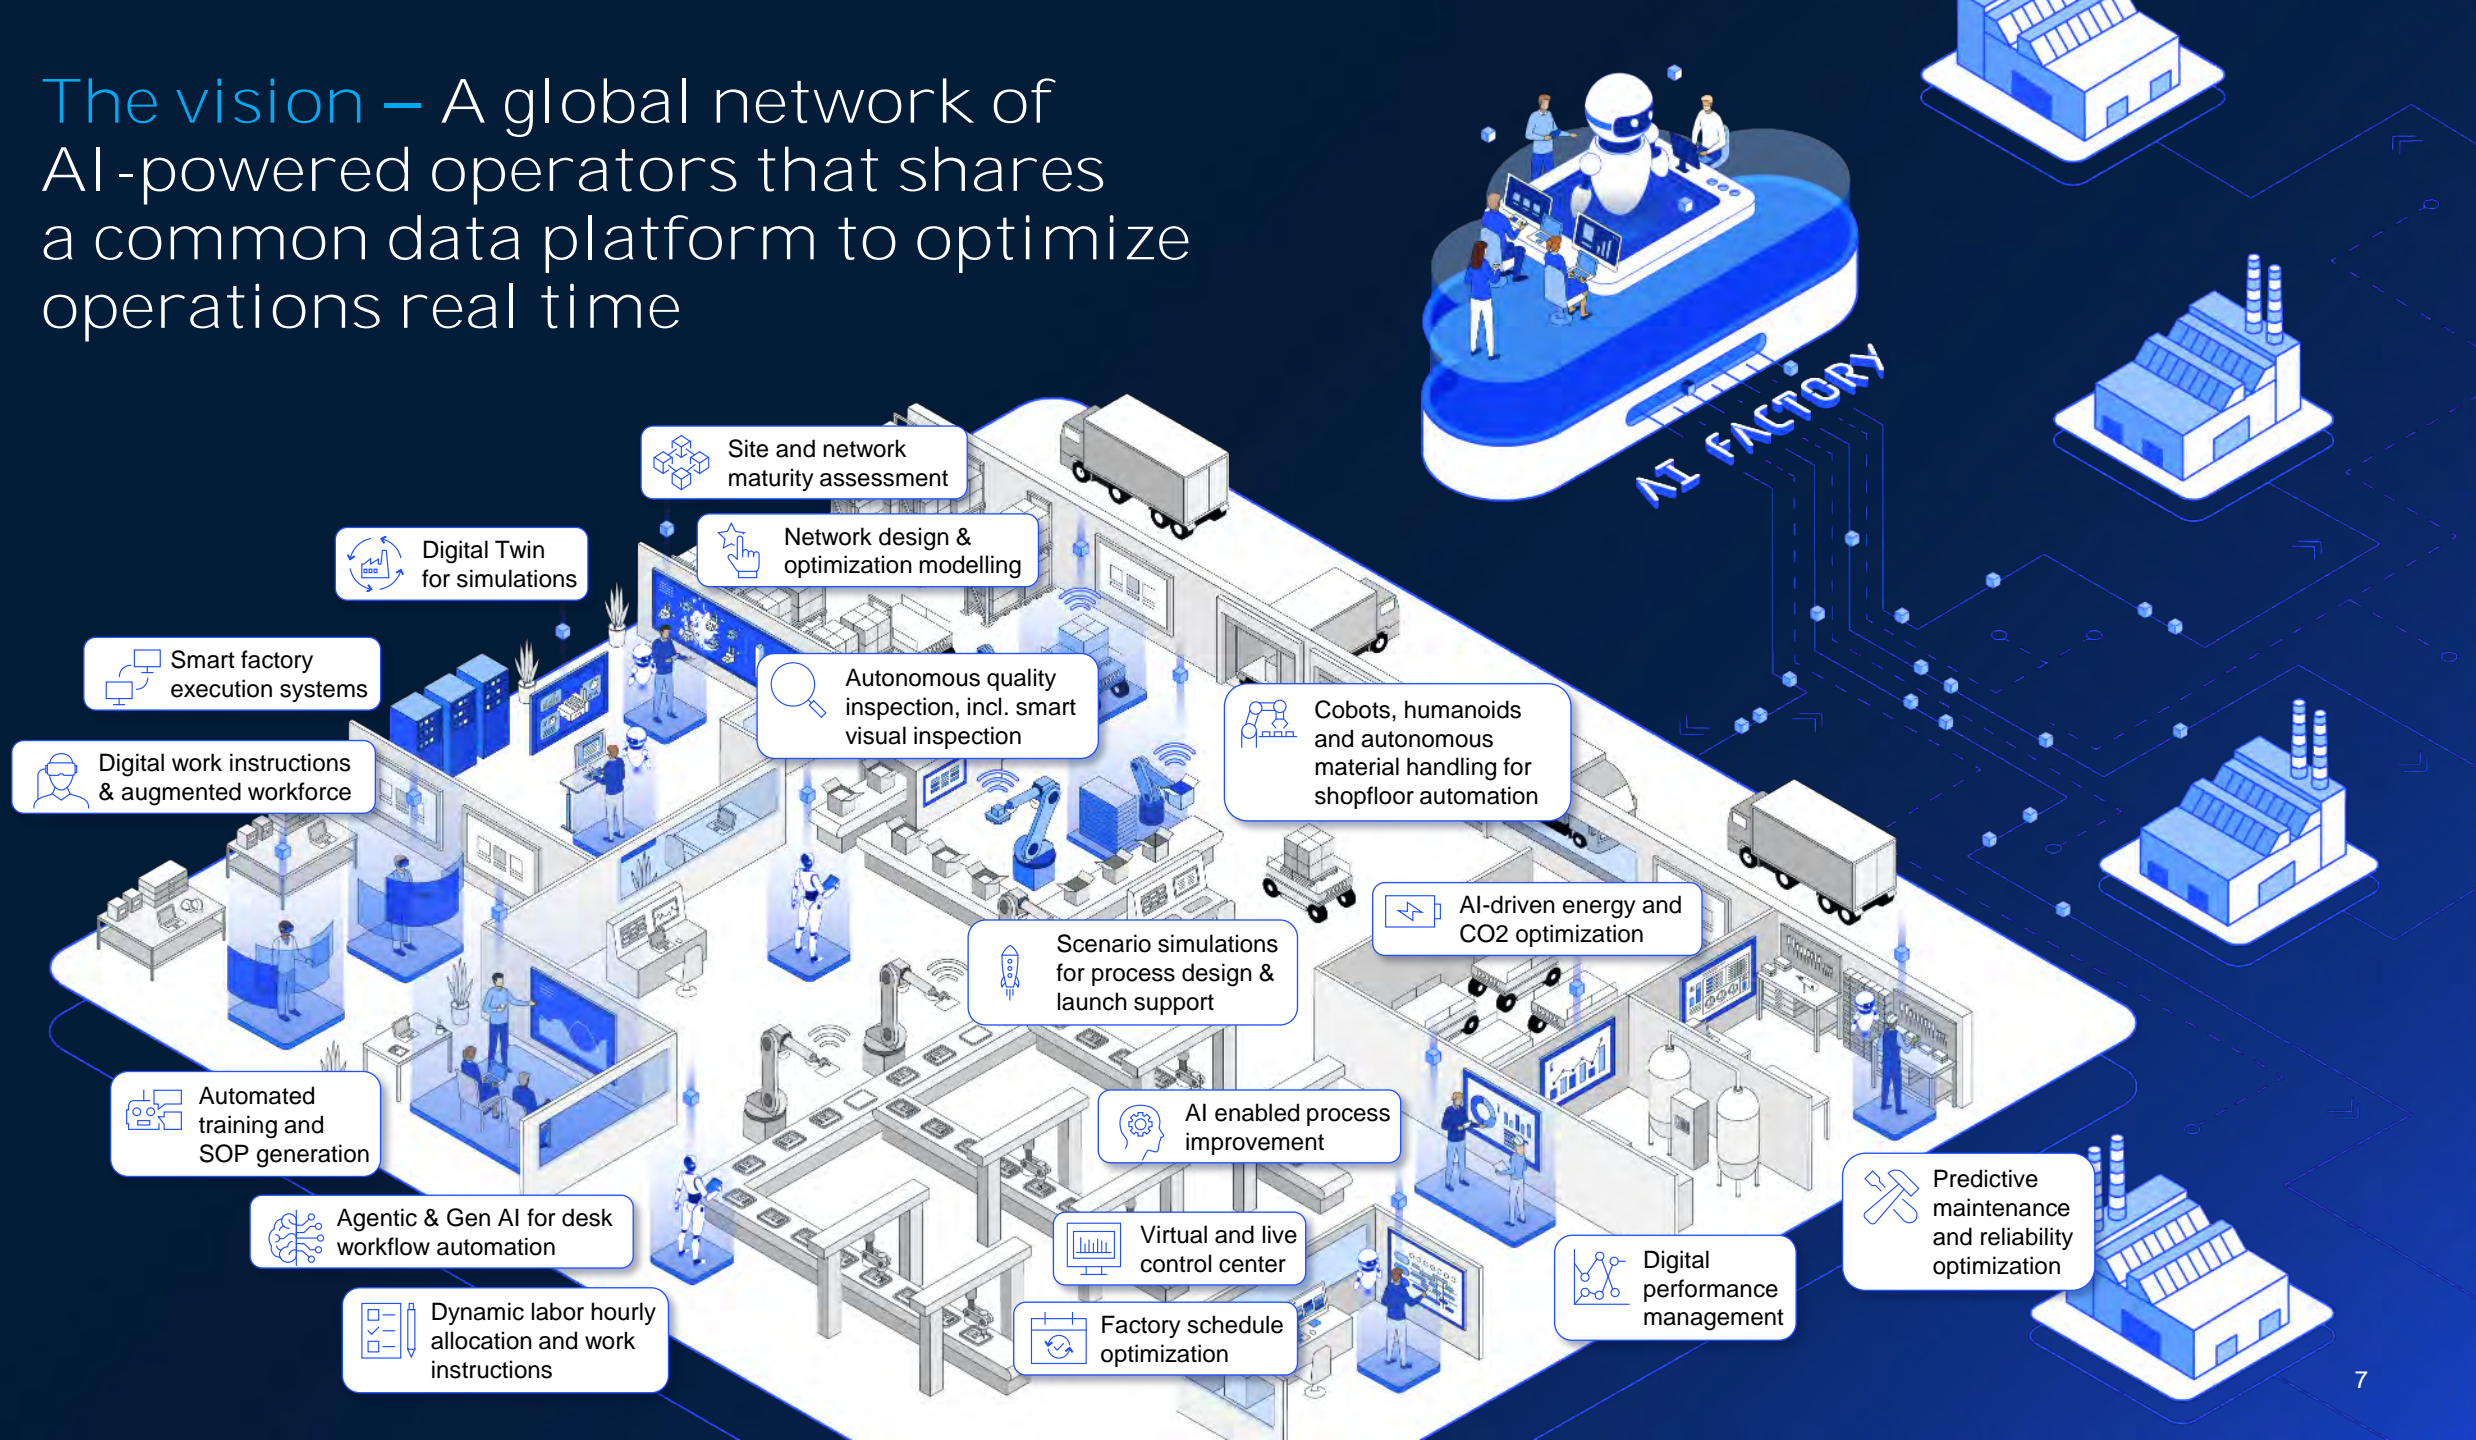 The vision – A global network of
AI-powered operators that shares
a common data platform to optimize
operations real time
AI FACTORY
Site and network
maturity assessment
Network design &
optimization modelling
Digital Twin
for simulations
Smart factory
execution systems
Autonomous quality
inspection, incl. smart
visual inspection
Cobots, humanoids
and autonomous
material handling for
shopfloor automation
Digital work instructions
& augmented workforce
AI-driven energy and
CO2 optimization
Scenario simulations
for process design &
launch support
Automated
training and
SOP generation
AI enabled process
improvement
Predictive
maintenance
and reliability
optimization
Agentic & Gen AI for desk
workflow automation
Virtual and live
control center
Digital
performance
management
Dynamic labor hourly
allocation and work
instructions
Factory schedule
optimization
7